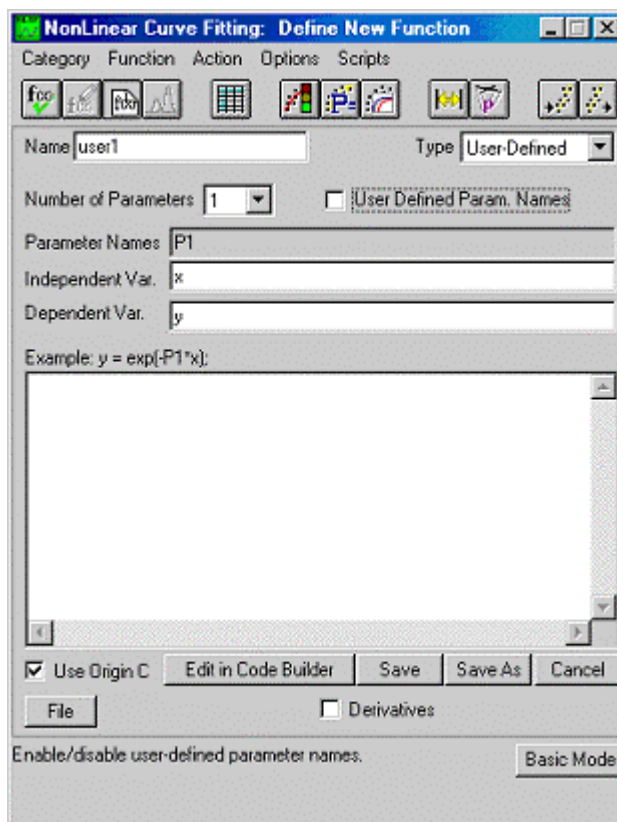 NonLinear Curve Fitting: Define New Function
Category Function Action Options Scripts
Name user1 Type User-Defined
Number of Parameters 1 User Defined Param. Names
Parameter Names P1
Independent Var. x
Dependent Var. y
Example: y = exp(-P1*x);
Use Origin C Edit in Code Builder Save Save As Cancel
File Derivatives
Enable/disable user-defined parameter names. Basic Mode